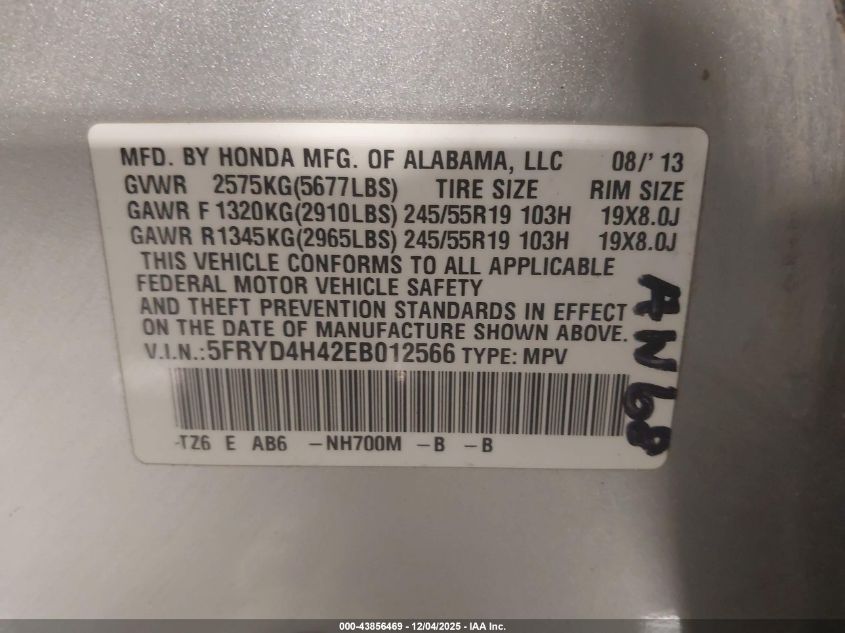 MFD. BY HONDA MFG. OF ALABAMA, LLC 08/' 13
GVWR 2575KG(5677LBS) TIRE SIZE RIM SIZE
GAWR F 1320KG(2910LBS) 245/55R19 103H 19X8.0J
GAWR R1345KG(2965LBS) 245/55R19 103H 19X8.0J
THIS VEHICLE CONFORMS TO ALL APPLICABLE
FEDERAL MOTOR VEHICLE SAFETY
AND THEFT PREVENTION STANDARDS IN EFFECT
ON THE DATE OF MANUFACTURE SHOWN ABOVE.
V.I.N.:5FRYD4H42EB012566 TYPE: MPV
-TZ6 E AB6 -NH700M -B -B
AW68
000-43856469 - 12/04/2025 - IAA Inc.